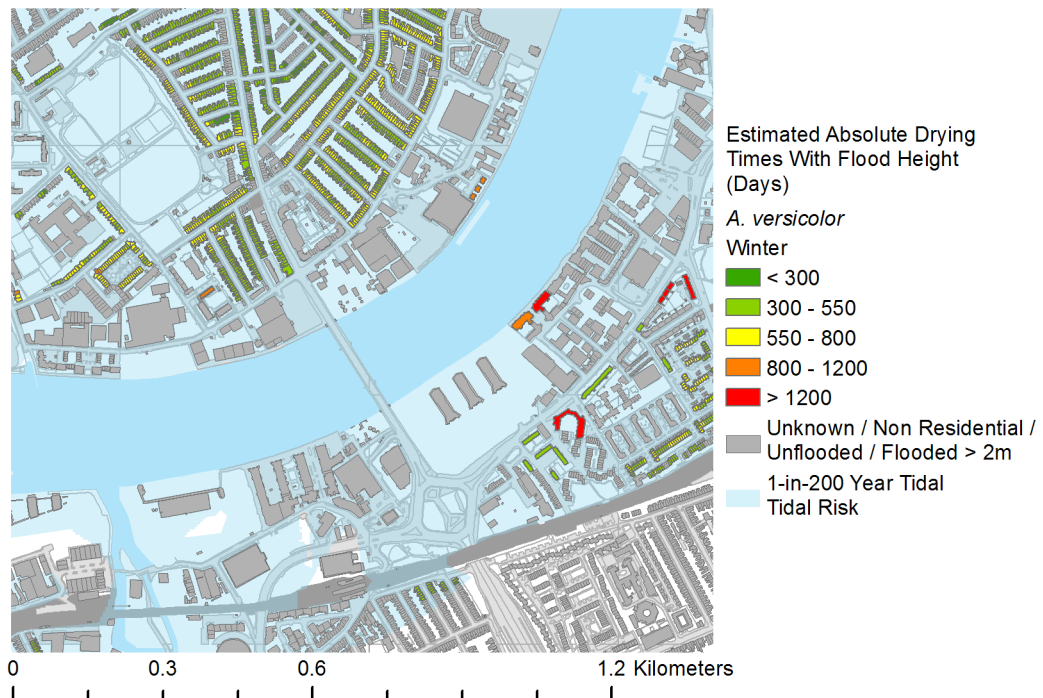 Estimated Absolute Drying
Times With Flood Height
(Days)
A. versicolor
Winter
< 300
300 - 550
550 - 800
800 - 1200
> 1200
Unknown / Non Residential /
Unflooded / Flooded > 2m
1-in-200 Year Tidal
Tidal Risk
0 0.3 0.6 1.2 Kilometers